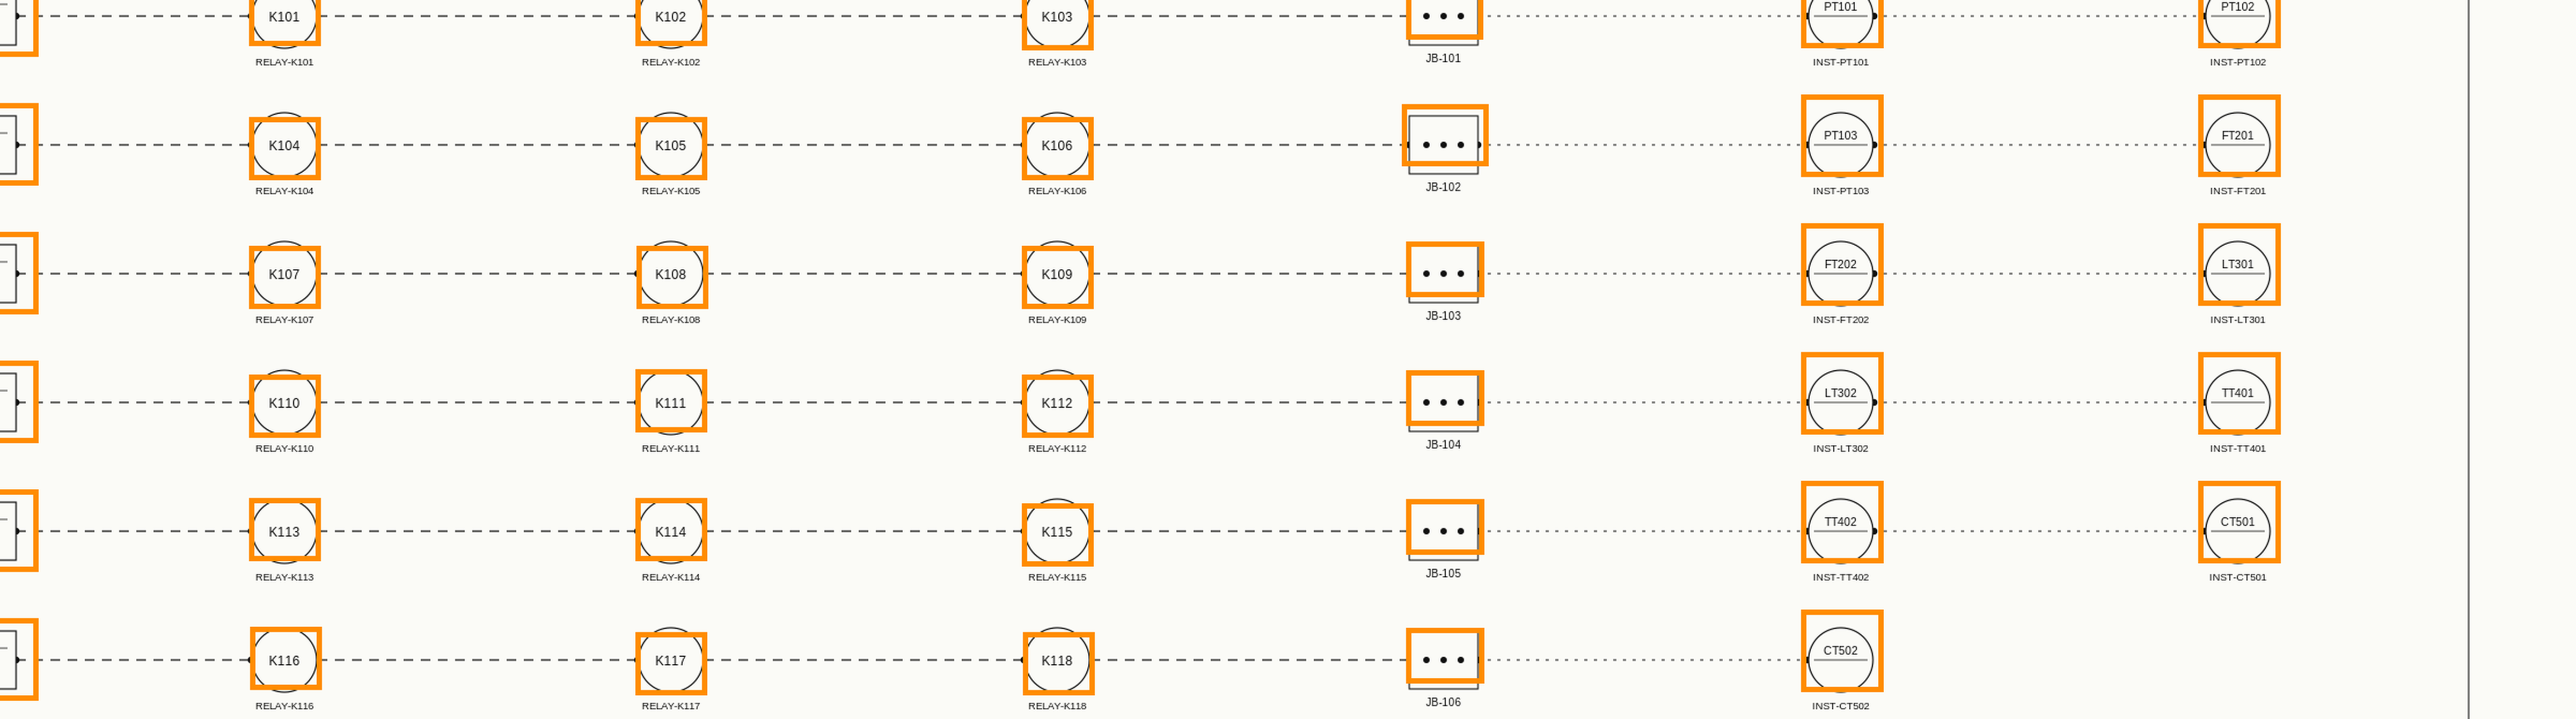 K101 K102 K103 PT101 PT102
RELAY-K101 RELAY-K102 RELAY-K103 JB-101 INST-PT101 INST-PT102
K104 K105 K106 PT103 FT201
RELAY-K104 RELAY-K105 RELAY-K106 JB-102 INST-PT103 INST-FT201
K107 K108 K109 FT202 LT301
RELAY-K107 RELAY-K108 RELAY-K109 JB-103 INST-FT202 INST-LT301
K110 K111 K112 LT302 TT401
RELAY-K110 RELAY-K111 RELAY-K112 JB-104 INST-LT302 INST-TT401
K113 K114 K115 TT402 CT501
RELAY-K113 RELAY-K114 RELAY-K115 JB-105 INST-TT402 INST-CT501
K116 K117 K118 CT502
RELAY-K116 RELAY-K117 RELAY-K118 JB-106 INST-CT502